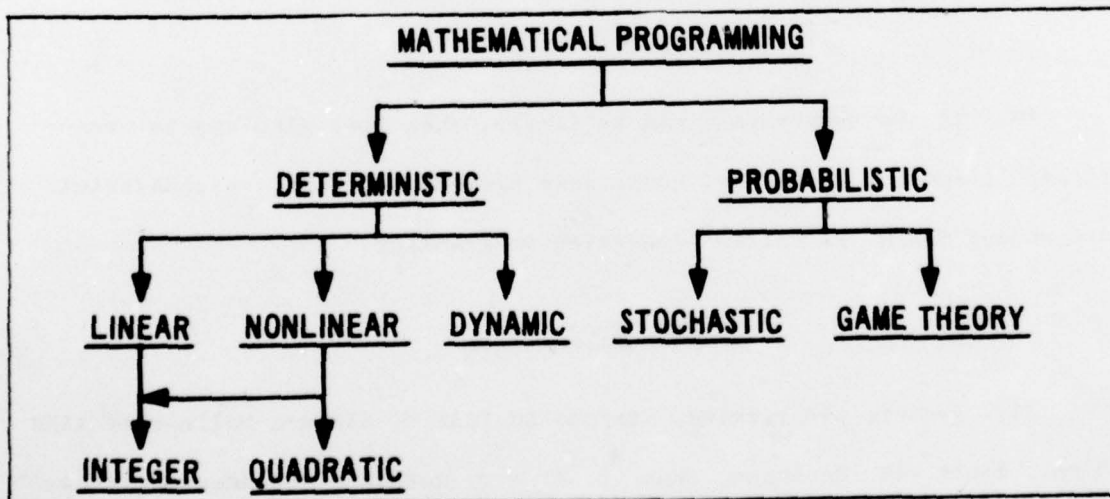 MATHEMATICAL PROGRAMMING
DETERMINISTIC PROBABILISTIC
LINEAR NONLINEAR DYNAMIC STOCHASTIC GAME THEORY
INTEGER QUADRATIC